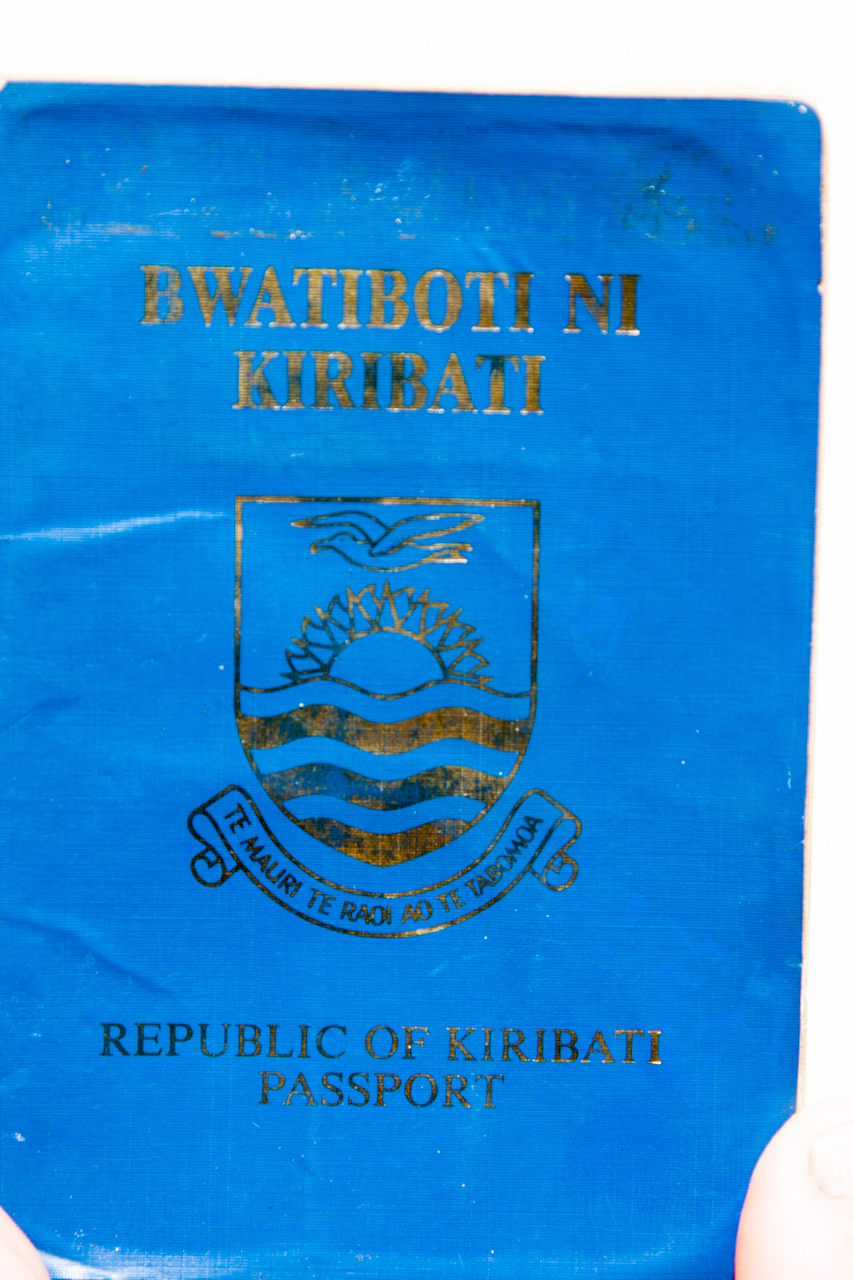 BWATIBOTI NI
KIRIBATI
TE MAURI TE RAOI AO TE TABOMOA
REPUBLIC OF KIRIBATI
PASSPORT